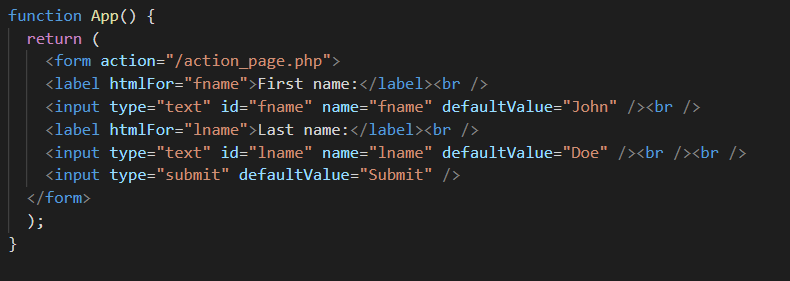 function App() {
  return (
    <form action="/action_page.php">
    <label htmlFor="fname">First name:</label><br />
    <input type="text" id="fname" name="fname" defaultValue="John" /><br />
    <label htmlFor="lname">Last name:</label><br />
    <input type="text" id="lname" name="lname" defaultValue="Doe" /><br /><br />
    <input type="submit" defaultValue="Submit" />
  </form>
  );
}